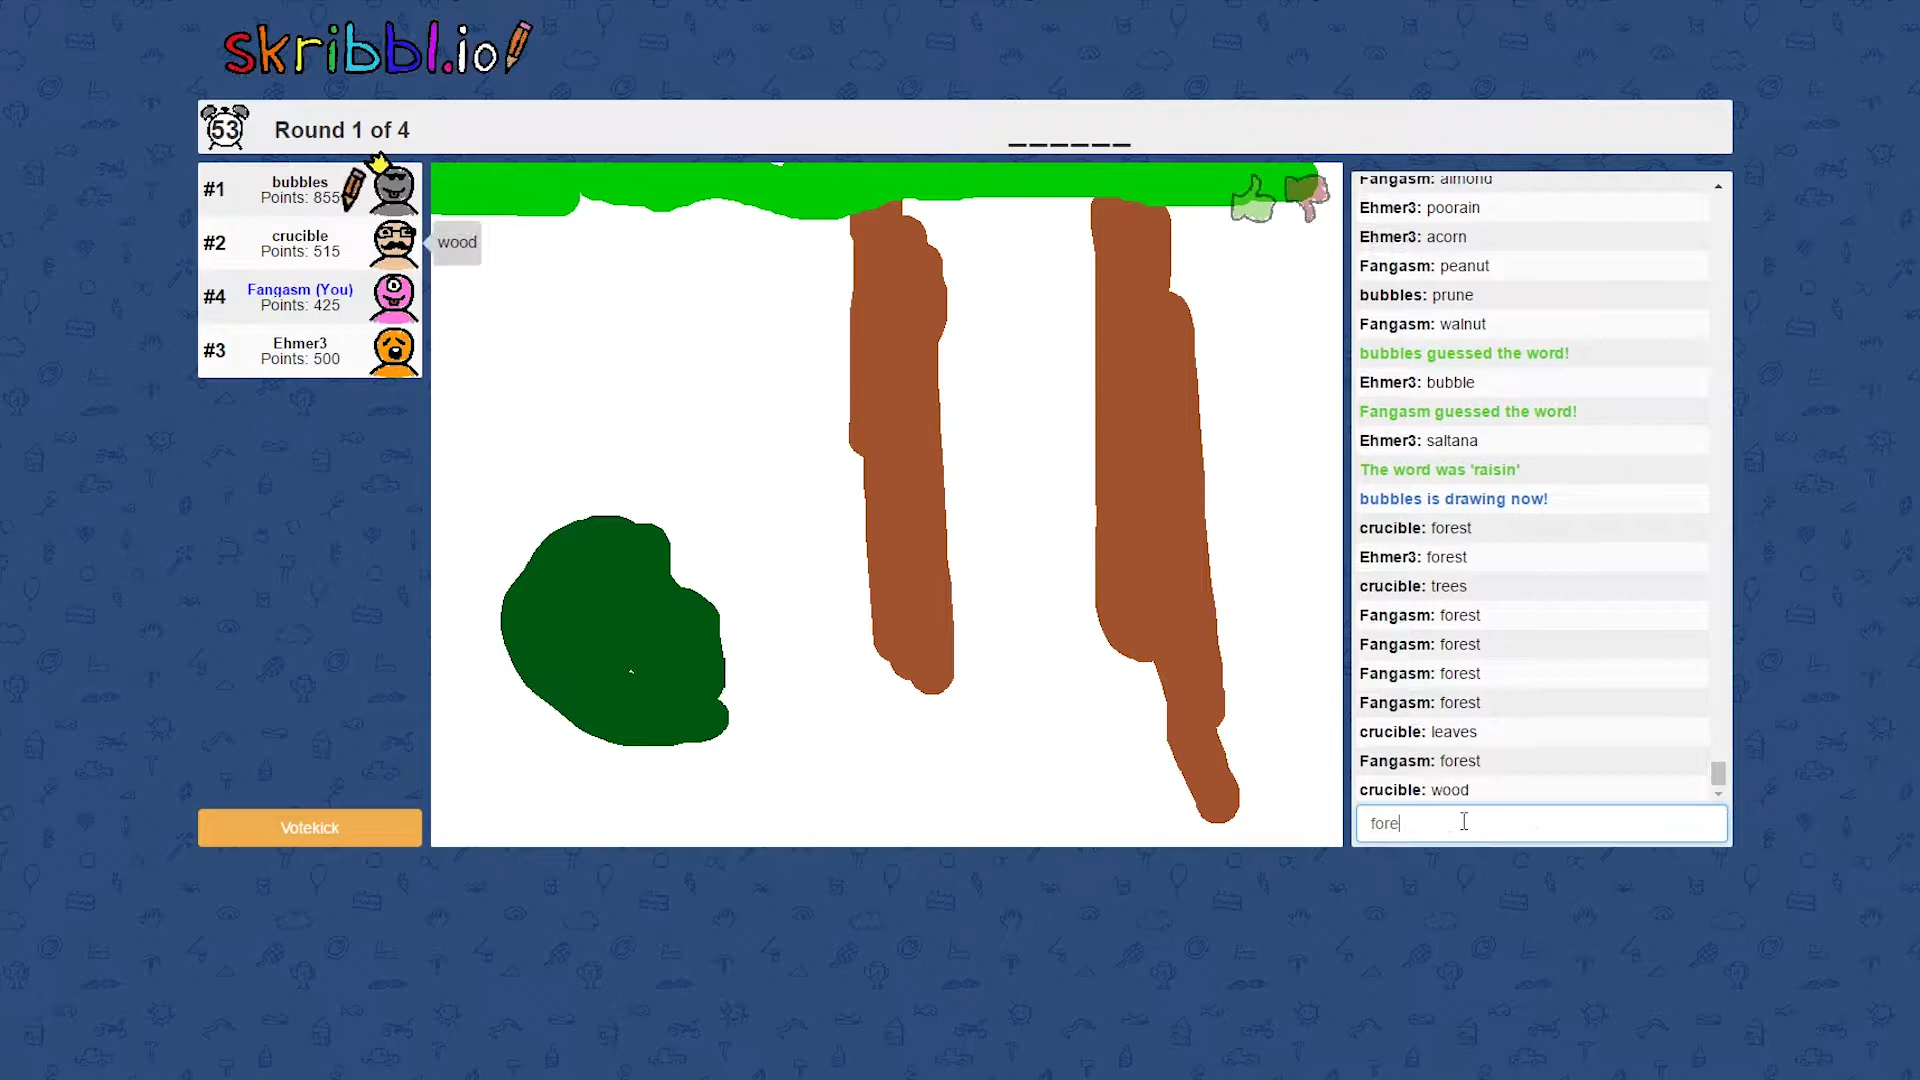 skribbl.io
53
Round 1 of 4
______
#1
bubbles
Points: 855
#2
crucible
Points: 515
wood
#4
Fangasm (You)
Points: 425
#3
Ehmer3
Points: 500
Votekick
Fangasm: almond
Ehmer3: poorain
Ehmer3: acorn
Fangasm: peanut
bubbles: prune
Fangasm: walnut
bubbles guessed the word!
Ehmer3: bubble
Fangasm guessed the word!
Ehmer3: saltana
The word was 'raisin'
bubbles is drawing now!
crucible: forest
Ehmer3: forest
crucible: trees
Fangasm: forest
Fangasm: forest
Fangasm: forest
Fangasm: forest
crucible: leaves
Fangasm: forest
crucible: wood
fore